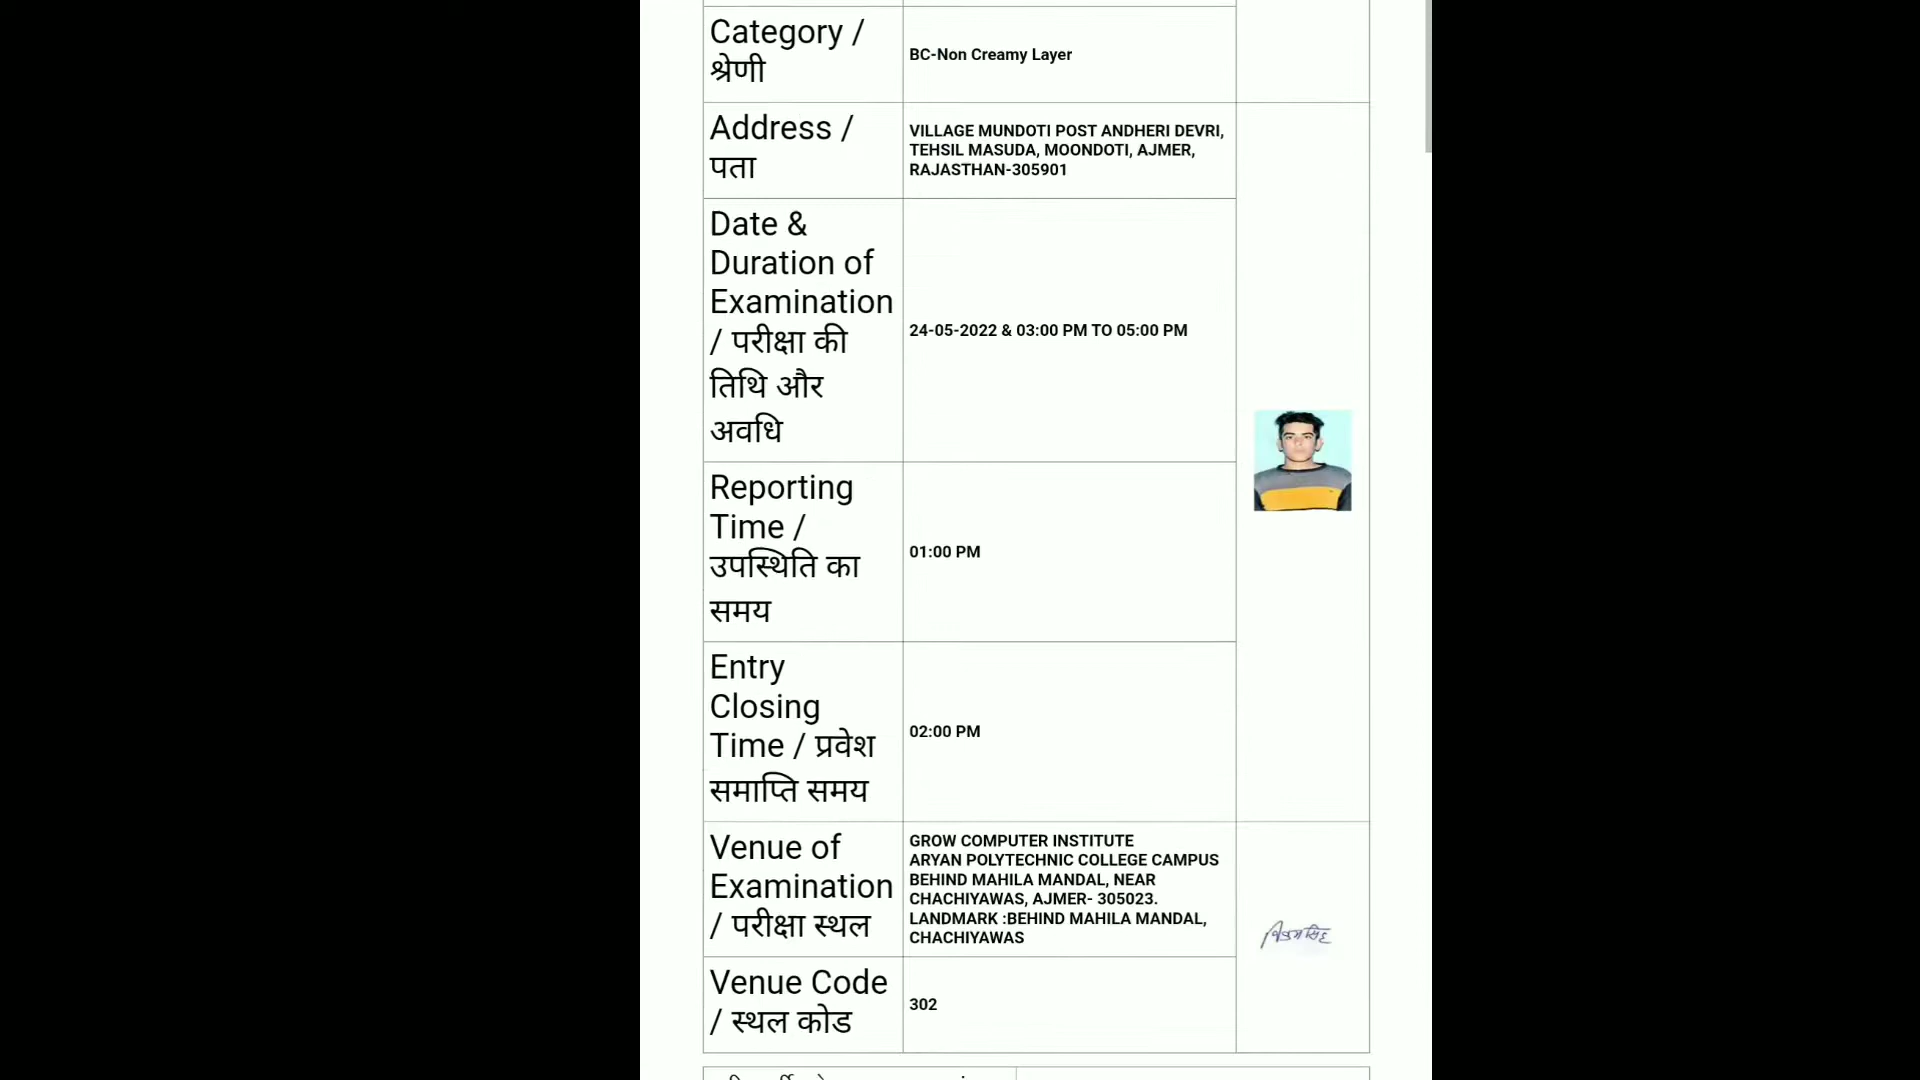 Category /
श्रेणी
BC-Non Creamy Layer
Address /
पता
VILLAGE MUNDOTI POST ANDHERI DEVRI,
TEHSIL MASUDA, MOONDOTI, AJMER,
RAJASTHAN-305901
Date &
Duration of
Examination
/ परीक्षा की
तिथि और
अवधि
24-05-2022 & 03:00 PM TO 05:00 PM
Reporting
Time /
उपस्थिति का
समय
01:00 PM
Entry
Closing
Time / प्रवेश
समाप्ति समय
02:00 PM
Venue of
Examination
/ परीक्षा स्थल
GROW COMPUTER INSTITUTE
ARYAN POLYTECHNIC COLLEGE CAMPUS
BEHIND MAHILA MANDAL, NEAR
CHACHIYAWAS, AJMER- 305023.
LANDMARK :BEHIND MAHILA MANDAL,
CHACHIYAWAS
Venue Code
/ स्थल कोड
302